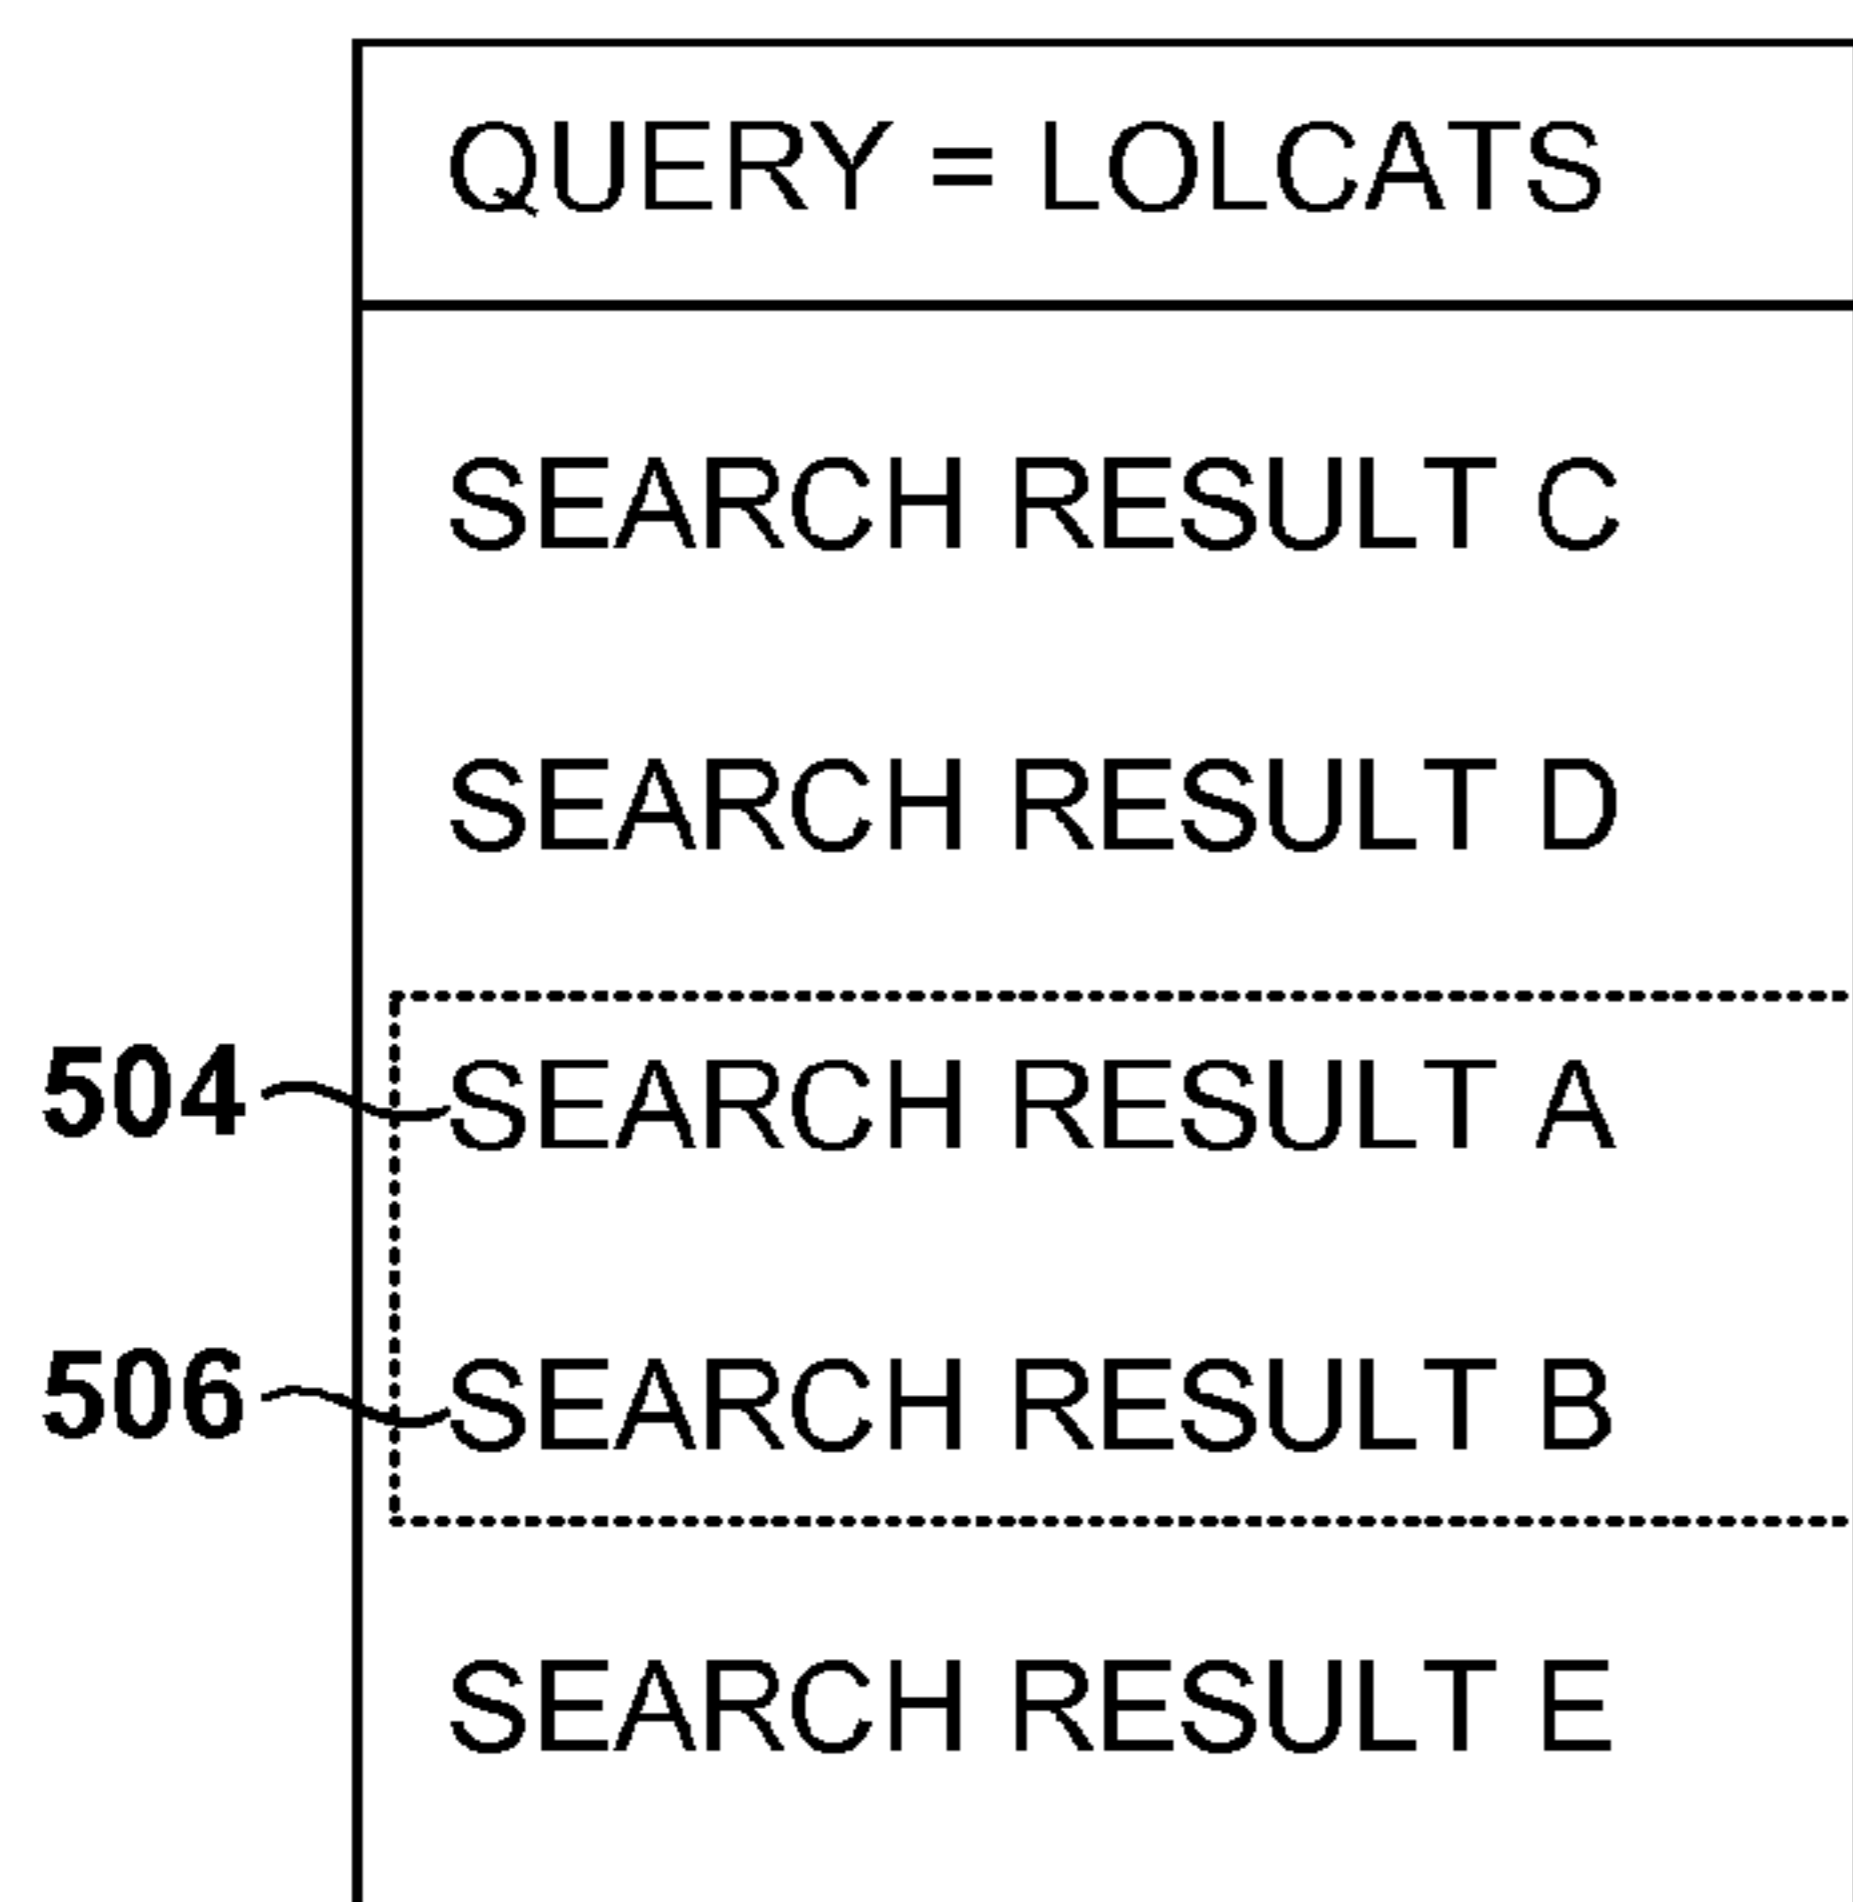 QUERY = LOLCATS
SEARCH RESULT C
SEARCH RESULT D
504 SEARCH RESULT A
506 SEARCH RESULT B
SEARCH RESULT E